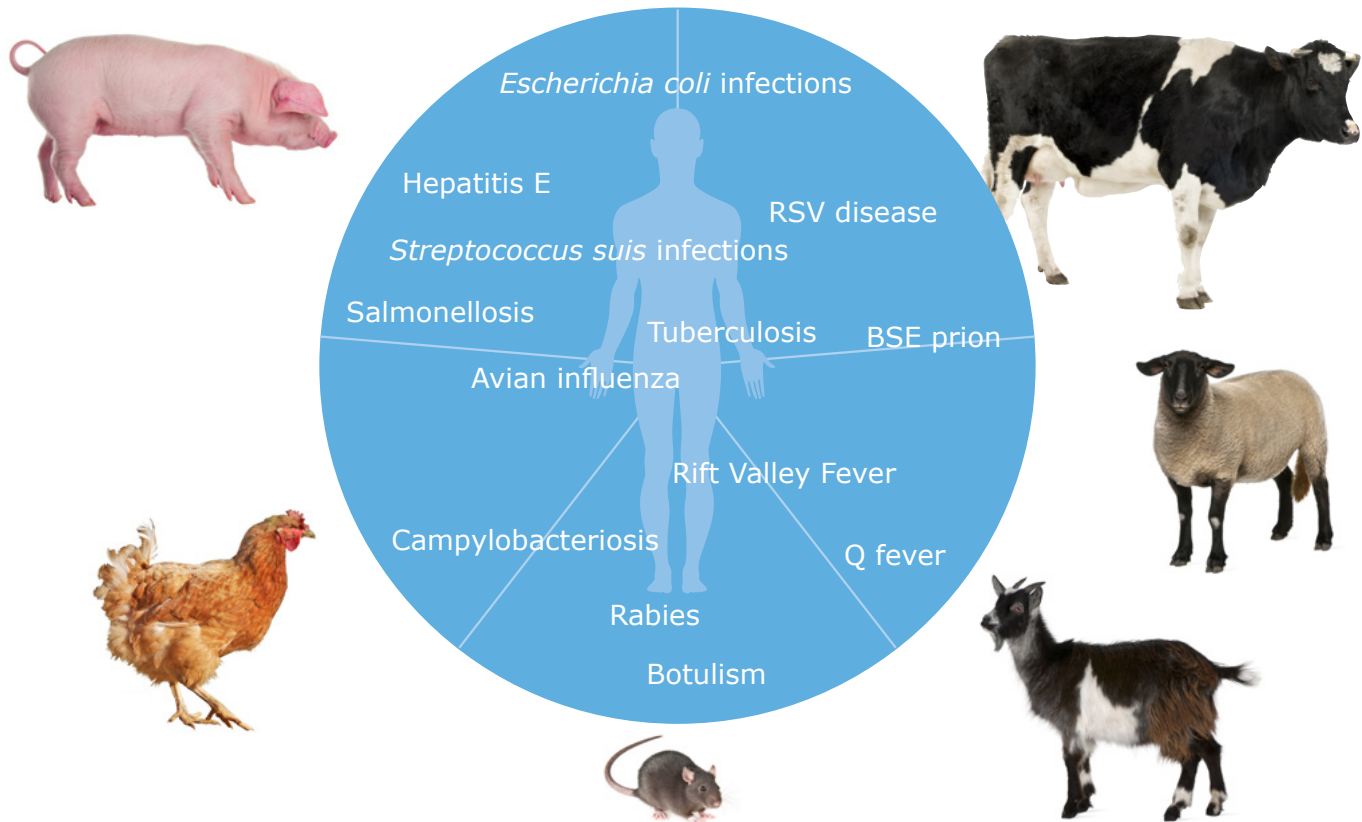 Escherichia coli infections
Hepatitis E
RSV disease
Streptococcus suis infections
Salmonellosis
Tuberculosis
BSE prion
Avian influenza
Rift Valley Fever
Campylobacteriosis
Q fever
Rabies
Botulism